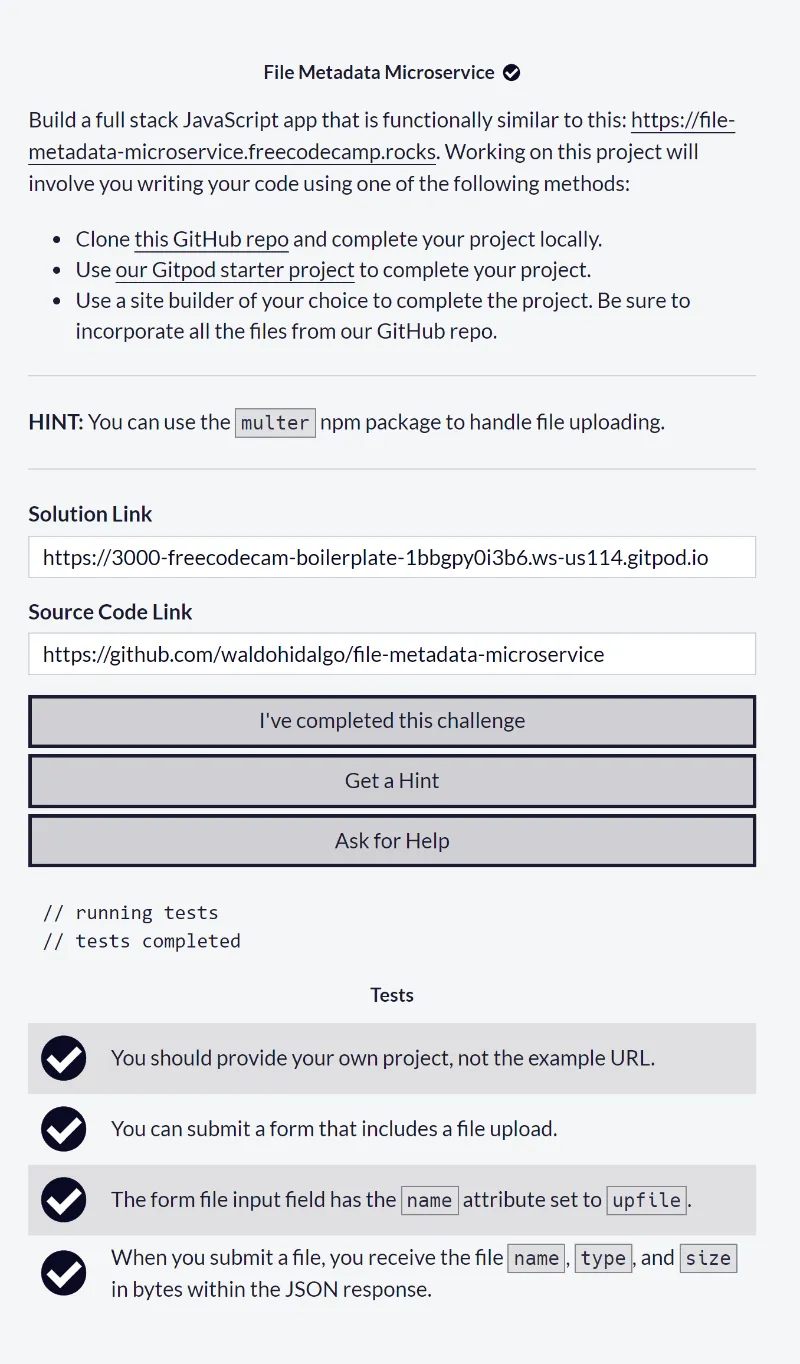 File Metadata Microservice
Build a full stack JavaScript app that is functionally similar to this: https://file-
metadata-microservice.freecodecamp.rocks. Working on this project will
involve you writing your code using one of the following methods:
Clone this GitHub repo and complete your project locally.
Use our Gitpod starter project to complete your project.
Use a site builder of your choice to complete the project. Be sure to
incorporate all the files from our GitHub repo.
HINT: You can use the multer npm package to handle file uploading.
Solution Link
https://3000-freecodecam-boilerplate-1bbgpy0i3b6.ws-us114.gitpod.io
Source Code Link
https://github.com/waldohidalgo/file-metadata-microservice
I've completed this challenge
Get a Hint
Ask for Help
// running tests
// tests completed
Tests
You should provide your own project, not the example URL.
You can submit a form that includes a file upload.
The form file input field has the name attribute set to upfile.
When you submit a file, you receive the file name, type, and size
in bytes within the JSON response.